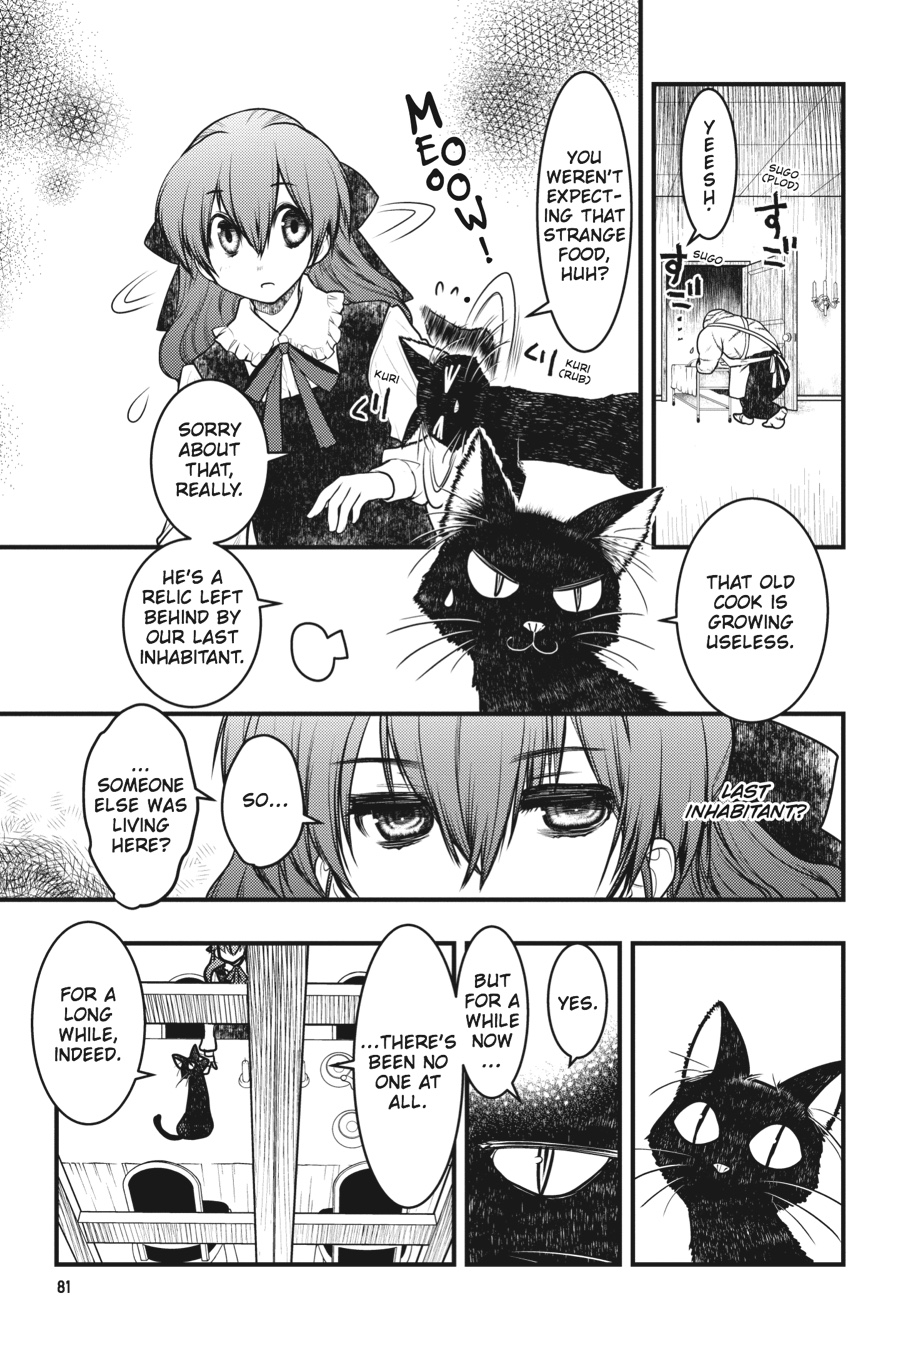 YEESH.
SUGO
(PLOD)
すご
SUGO
すご…
YOU
WEREN'T
EXPECT-
ING THAT
STRANGE
FOOD,
HUH?
MEOOOOW!
KURI
(RUB)
くり
KURI
くり
SORRY
ABOUT
THAT,
REALLY.
THAT OLD
COOK IS
GROWING
USELESS.
HE'S A
RELIC LEFT
BEHIND BY
OUR LAST
INHABITANT.
LAST
INHABITANT?
SO...
...
SOMEONE
ELSE WAS
LIVING
HERE?
YES.
BUT
FOR A
WHILE
NOW
...
...THERE'S
BEEN NO
ONE AT
ALL.
FOR A
LONG
WHILE,
INDEED.
81